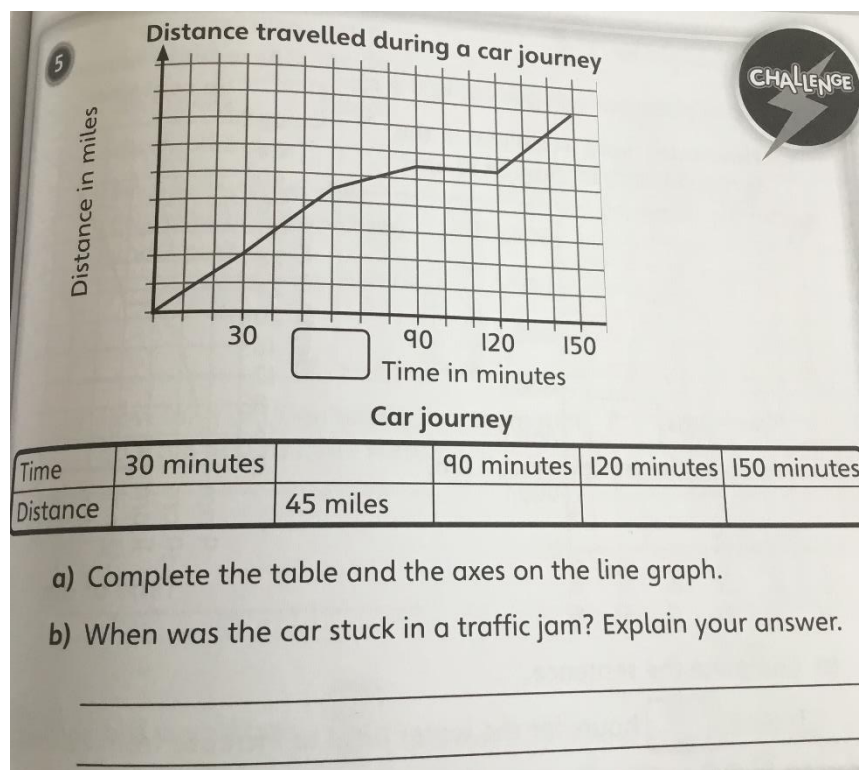 5
Distance travelled during a car journey
CHALLENGE
Distance in miles
30 90 120 150
Time in minutes
Car journey
Time 30 minutes 90 minutes 120 minutes 150 minutes
Distance 45 miles
a) Complete the table and the axes on the line graph.
b) When was the car stuck in a traffic jam? Explain your answer.